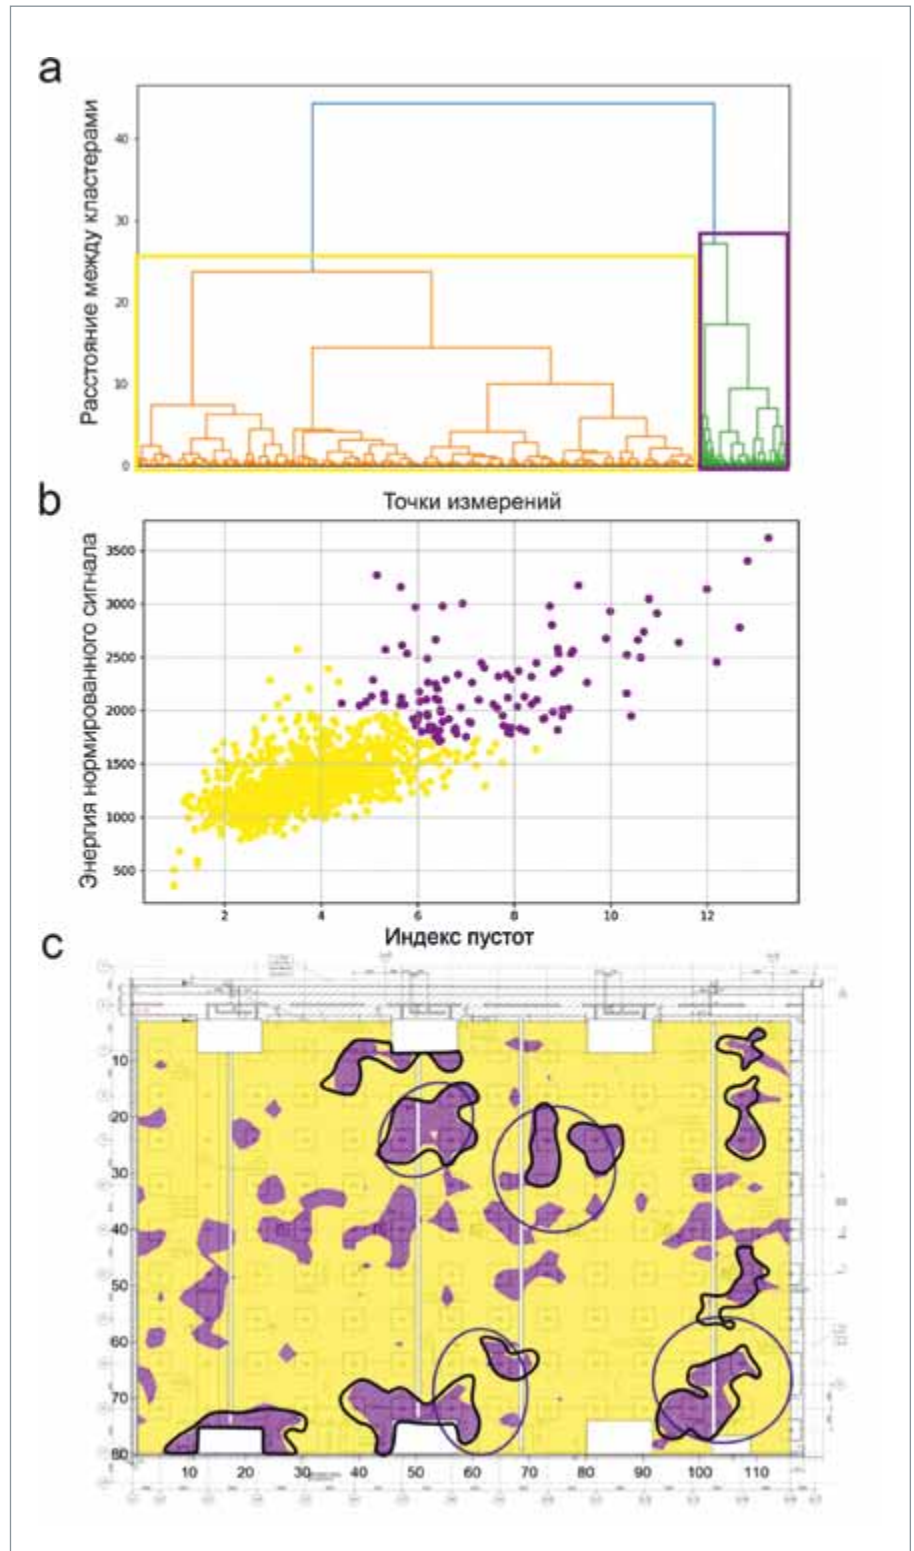 a
Расстояние между кластерами
40
30
20
10
0
Точки измерений
b
Энергия нормированного сигнала
3500
3000
2500
2000
1500
1000
500
2 4 6 8 10 12
Индекс пустот
c
10
20
30
40
50
60
70
80
10 20 30 40 50 60 70 80 90 100 110